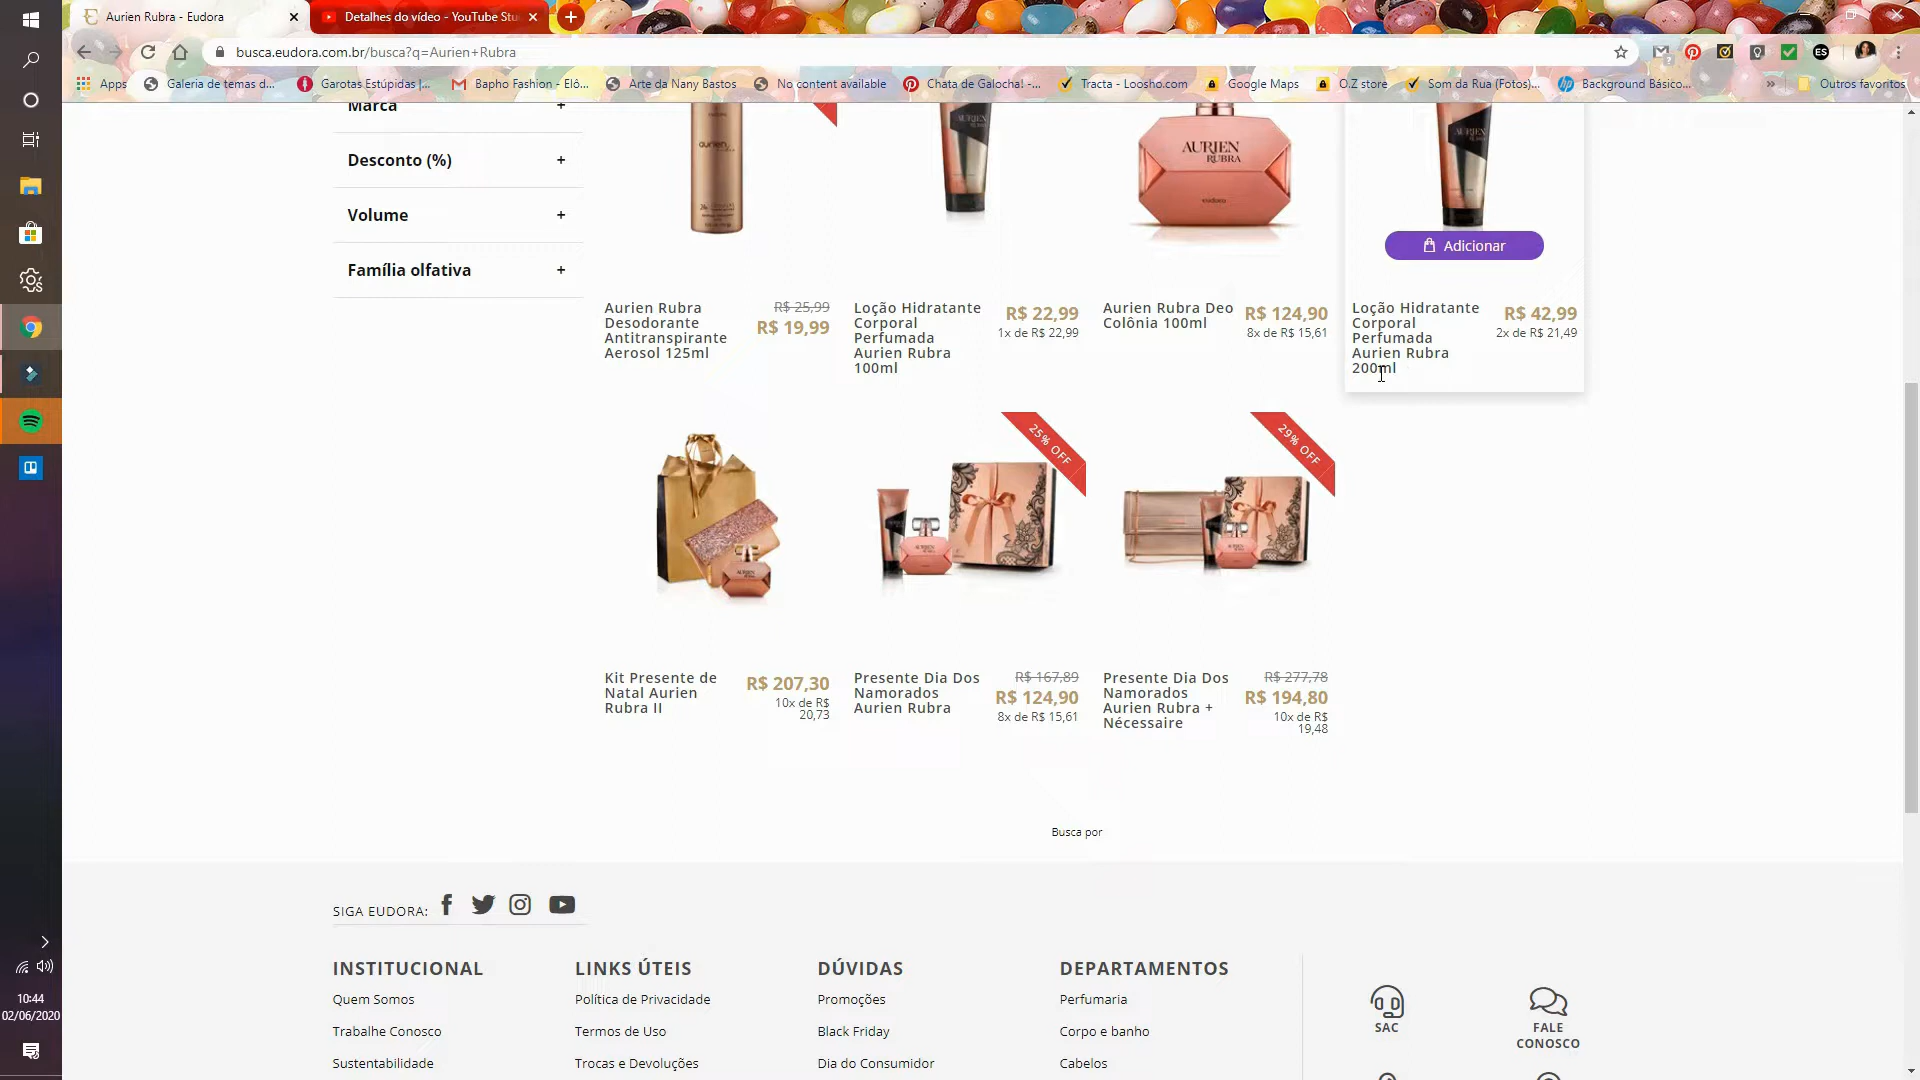 Aurien Rubra - Eudora
Detalhes do vídeo - YouTube Stu
busca.eudora.com.br/busca?q=Aurien+Rubra
ES
Apps
Galeria de temas d...
Garotas Estúpidas |...
Bapho Fashion - Elô...
Arte da Nany Bastos
No content available
Chata de Galocha! -...
Tracta - Loosho.com
Google Maps
O.Z store
Som da Rua (Fotos)...
Background Básico...
»
Outros favoritos
Marca +
Desconto (%) +
Volume +
Família olfativa +
aurien
AURIEN
AURIEN
RUBRA
eudora
AURIEN
Adicionar
Aurien Rubra
Desodorante
Antitranspirante
Aerosol 125ml
R$ 25,99
R$ 19,99
Loção Hidratante
Corporal
Perfumada
Aurien Rubra
100ml
R$ 22,99
1x de R$ 22,99
Aurien Rubra Deo
Colônia 100ml
R$ 124,90
8x de R$ 15,61
Loção Hidratante
Corporal
Perfumada
Aurien Rubra
200ml
R$ 42,99
2x de R$ 21,49
25% OFF
29% OFF
Kit Presente de
Natal Aurien
Rubra II
R$ 207,30
10x de R$
20,73
Presente Dia Dos
Namorados
Aurien Rubra
R$ 167,89
R$ 124,90
8x de R$ 15,61
Presente Dia Dos
Namorados
Aurien Rubra +
Nécessaire
R$ 277,78
R$ 194,80
10x de R$
19,48
Busca por
SIGA EUDORA:
INSTITUCIONAL
Quem Somos
Trabalhe Conosco
Sustentabilidade
LINKS ÚTEIS
Política de Privacidade
Termos de Uso
Trocas e Devoluções
DÚVIDAS
Promoções
Black Friday
Dia do Consumidor
DEPARTAMENTOS
Perfumaria
Corpo e banho
Cabelos
SAC
FALE
CONOSCO
10:44
02/06/2020